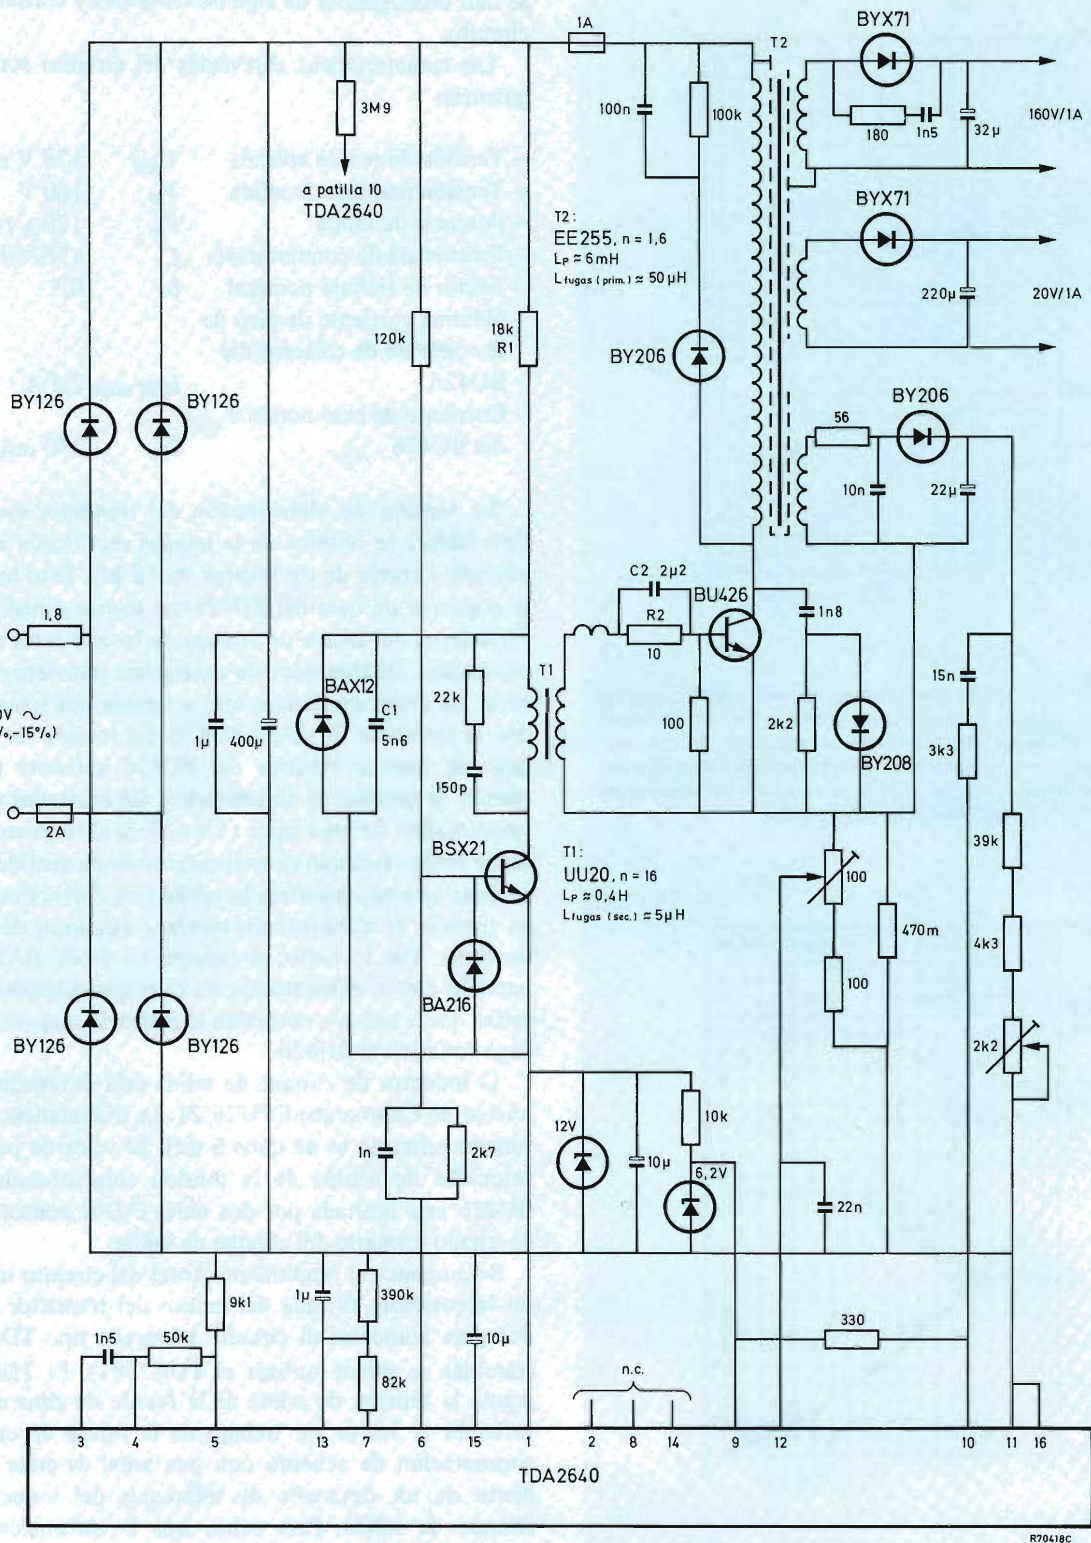 1A
T2
BYX71
3M9
100n
100k
180
1n5
32µ
160V/1A
a patilla 10
TDA2640
T2:
EE255, n = 1,6
LP ≈ 6mH
Lfugas (prim.) ≈ 50µH
BYX71
220µ
20V/1A
120k
18k
R1
BY206
BY126
BY126
56
BY206
10n
22µ
C2 2µ2
R2
10
BU426
1n8
1,8
T1
BAX12
22k
15n
0V ~
%,-15%)
1µ
400µ
C1
5n6
100
2k2
BY208
3k3
150p
2A
BSX21
T1:
UU20, n = 16
LP ≈ 0,4H
Lfugas (sec.) ≈ 5µH
39k
100
470m
4k3
BA216
100
BY126
BY126
2k2
12V
10k
1n
2k7
10µ
6,2V
22n
9k1
1µ
390k
1n5
50k
10µ
330
82k
n.c.
3 4 5 13 7 6 15 1 2 8 14 9 12 10 11 16
TDA2640
R70418C